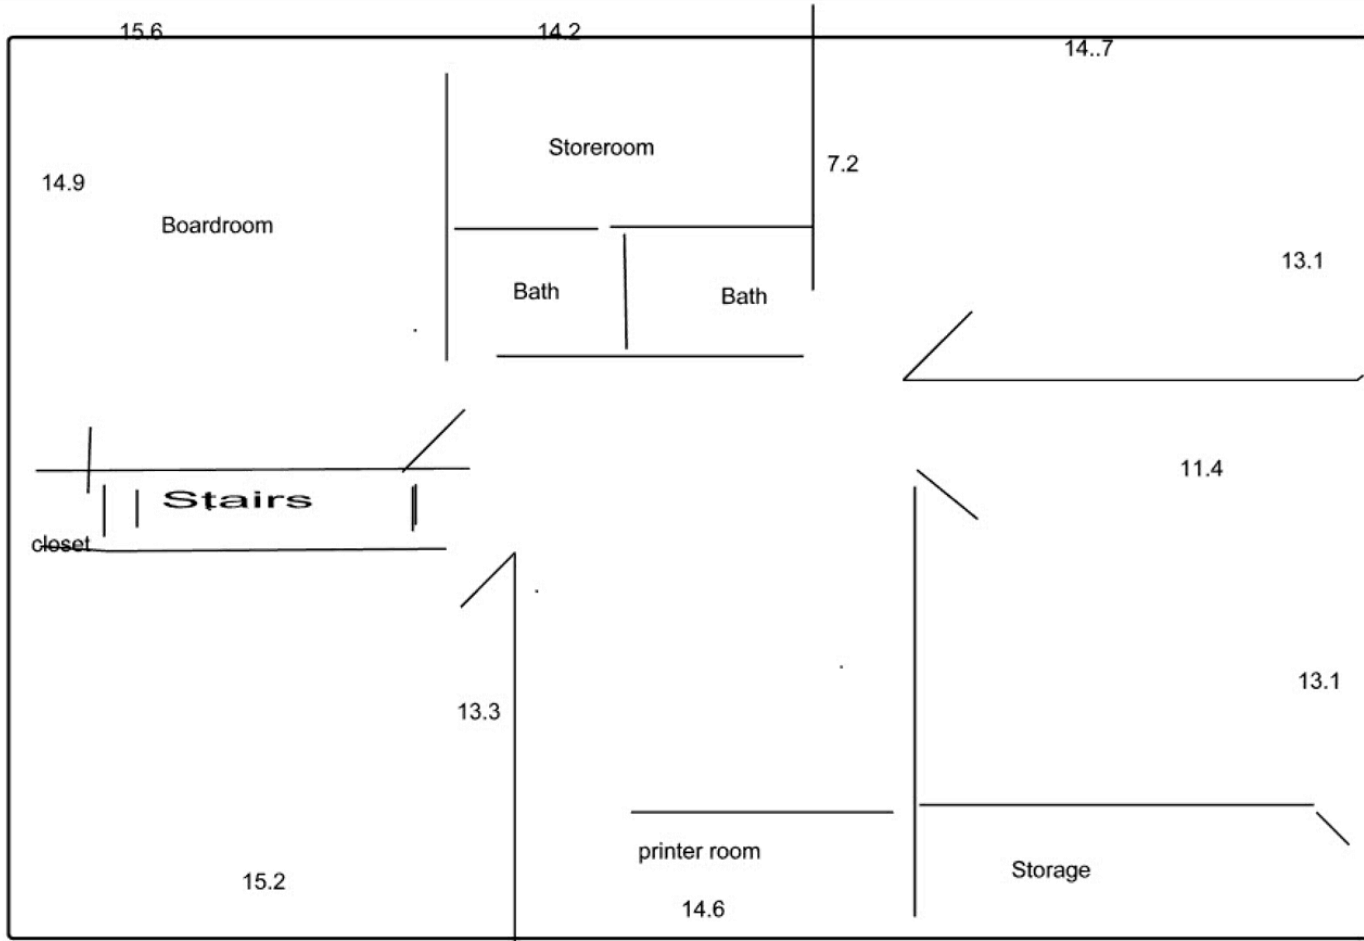 15.6
14.2
14..7
Storeroom
7.2
14.9
Boardroom
13.1
Bath
Bath
11.4
Stairs
closet
13.1
13.3
printer room
Storage
15.2
14.6